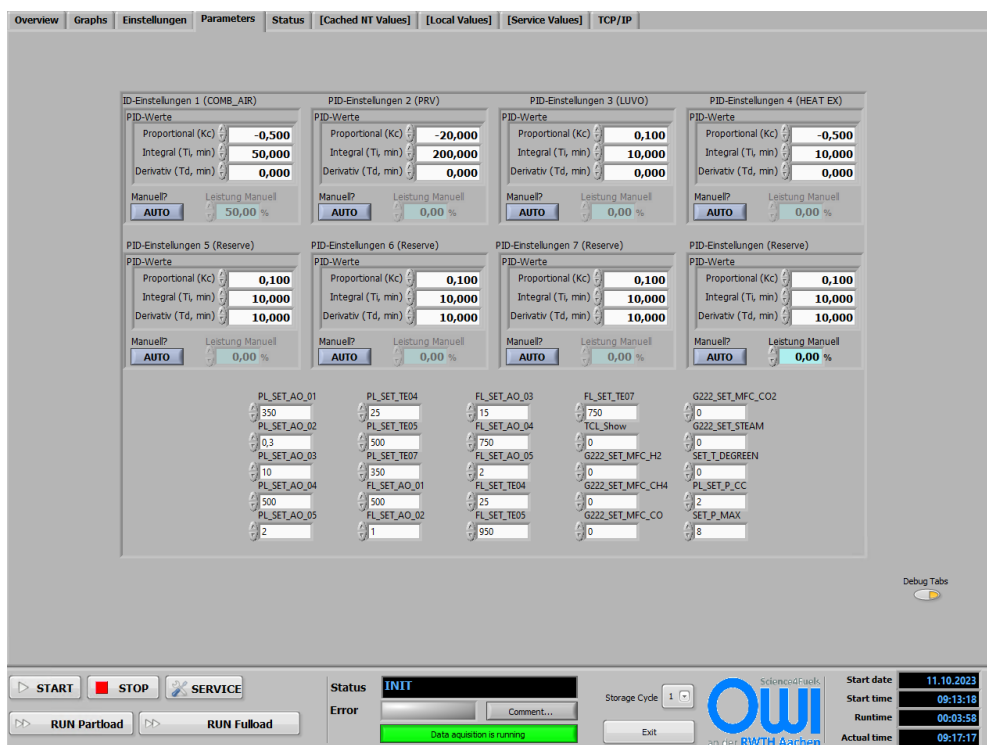 Overview Graphs Einstellungen Parameters Status [Cached NT Values] [Local Values] [Service Values] TCP/IP
ID-Einstellungen 1 (COMB_AIR) PID-Einstellungen 2 (PRV) PID-Einstellungen 3 (LUVO) PID-Einstellungen 4 (HEAT EX)
PID-Werte PID-Werte PID-Werte PID-Werte
Proportional (Kc) -0,500 Proportional (Kc) -20,000 Proportional (Kc) 0,100 Proportional (Kc) -0,500
Integral (Ti, min) 50,000 Integral (Ti, min) 200,000 Integral (Ti, min) 10,000 Integral (Ti, min) 10,000
Derivativ (Td, min) 0,000 Derivativ (Td, min) 0,000 Derivativ (Td, min) 0,000 Derivativ (Td, min) 0,000
Manuell? Leistung Manuell Manuell? Leistung Manuell Manuell? Leistung Manuell Manuell? Leistung Manuell
AUTO 50,00 % AUTO 0,00 % AUTO 0,00 % AUTO 0,00 %
PID-Einstellungen 5 (Reserve) PID-Einstellungen 6 (Reserve) PID-Einstellungen 7 (Reserve) PID-Einstellungen (Reserve)
PID-Werte PID-Werte PID-Werte PID-Werte
Proportional (Kc) 0,100 Proportional (Kc) 0,100 Proportional (Kc) 0,100 Proportional (Kc) 0,100
Integral (Ti, min) 10,000 Integral (Ti, min) 10,000 Integral (Ti, min) 10,000 Integral (Ti, min) 10,000
Derivativ (Td, min) 10,000 Derivativ (Td, min) 10,000 Derivativ (Td, min) 10,000 Derivativ (Td, min) 10,000
Manuell? Leistung Manuell Manuell? Leistung Manuell Manuell? Leistung Manuell Manuell? Leistung Manuell
AUTO 0,00 % AUTO 0,00 % AUTO 0,00 % AUTO 0,00 %
PL_SET_AO_01 PL_SET_TE04 FL_SET_AO_03 FL_SET_TE07 G222_SET_MFC_CO2
350 25 15 750 0
PL_SET_AO_02 PL_SET_TE05 FL_SET_AO_04 TCL_Show G222_SET_STEAM
0,3 500 750 0 0
PL_SET_AO_03 PL_SET_TE07 FL_SET_AO_05 G222_SET_MFC_H2 SET_T_DEGREEN
10 350 2 0 0
PL_SET_AO_04 FL_SET_AO_01 FL_SET_TE04 G222_SET_MFC_CH4 PL_SET_P_CC
500 500 25 0 2
PL_SET_AO_05 FL_SET_AO_02 FL_SET_TE05 G222_SET_MFC_CO SET_P_MAX
2 1 950 0 8
Debug Tabs
START STOP SERVICE
RUN Partload RUN Fulload
Status INIT
Error Comment...
Data aquisition is running
Storage Cycle 1
Exit
Science4Fuels
OWI
an der RWTH Aachen
Start date 11.10.2023
Start time 09:13:18
Runtime 00:03:58
Actual time 09:17:17